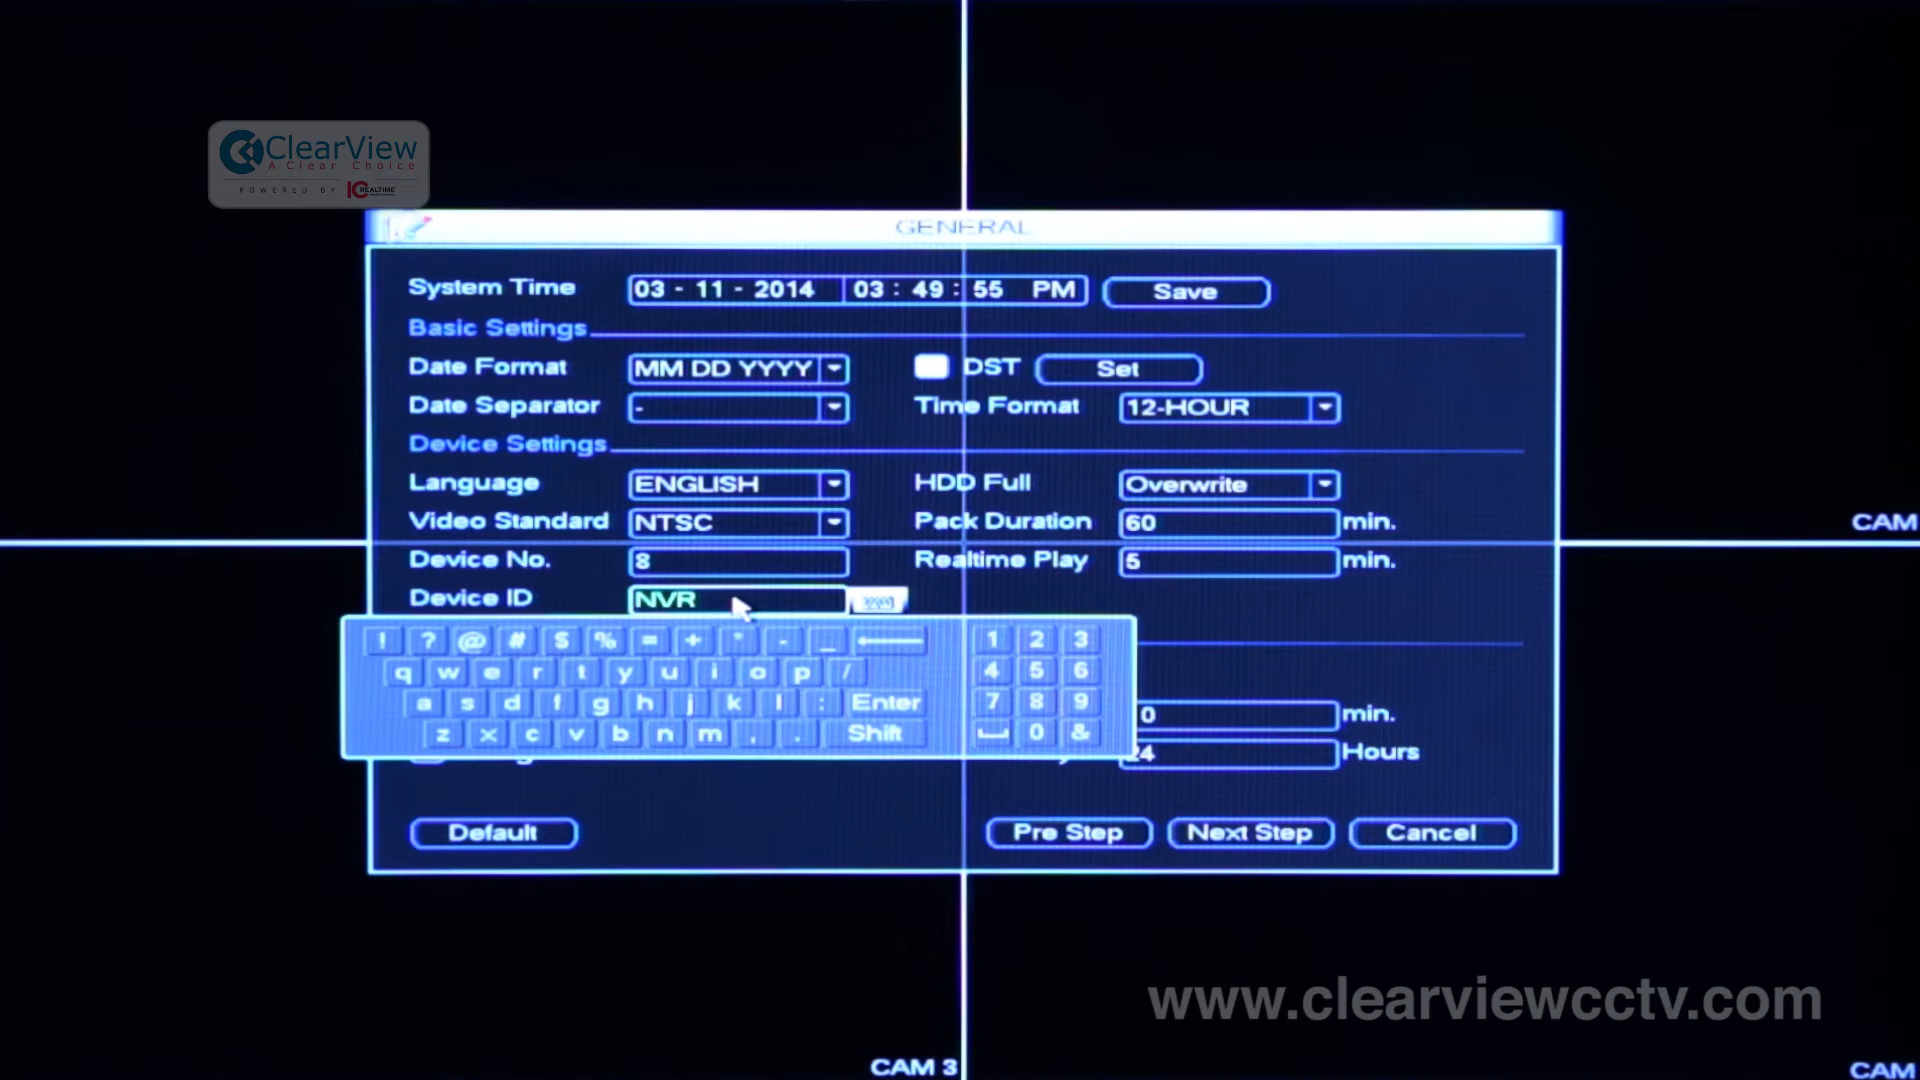 ClearView
A Clear Choice
POWERED BY IC REALTIME
GENERAL
System Time 03 - 11 - 2014 03 : 49 : 55 PM Save
Basic Settings
Date Format MM DD YYYY DST Set
Date Separator - Time Format 12-HOUR
Device Settings
Language ENGLISH HDD Full Overwrite
Video Standard NTSC Pack Duration 60 min.
Device No. 8 Realtime Play 5 min.
Device ID NVR
! ? @ # $ % = + * - _ 1 2 3
q w e r t y u i o p / 4 5 6
a s d f g h j k l : Enter 7 8 9
z x c v b n m , . Shift 0 &
0 min.
24 Hours
Default Pre Step Next Step Cancel
CAM
www.clearviewcctv.com
CAM 3
CAM